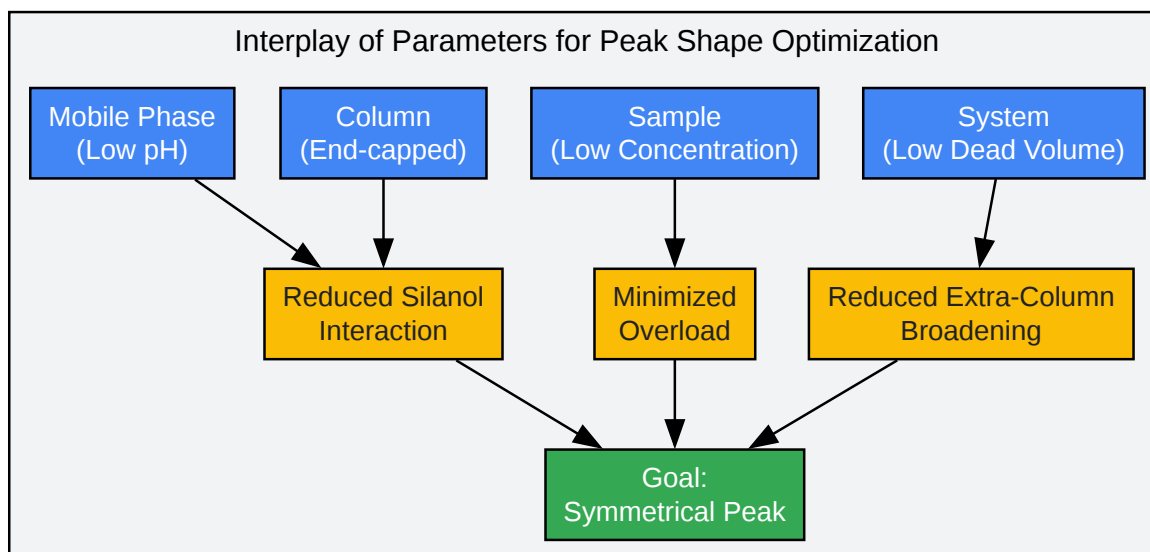 Interplay of Parameters for Peak Shape Optimization
Mobile Phase
(Low pH)
Column
(End-capped)
Sample
(Low Concentration)
System
(Low Dead Volume)
Reduced Silanol
Interaction
Minimized
Overload
Reduced Extra-Column
Broadening
Goal:
Symmetrical Peak